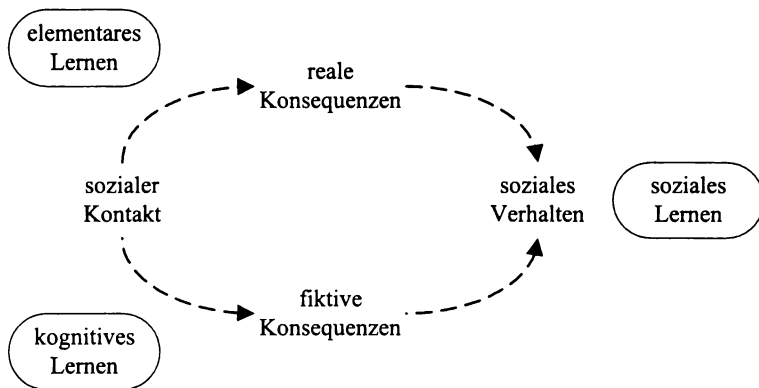 elementares
Lernen
reale
Konsequenzen
sozialer
Kontakt
soziales
Verhalten
soziales
Lernen
fiktive
Konsequenzen
kognitives
Lernen